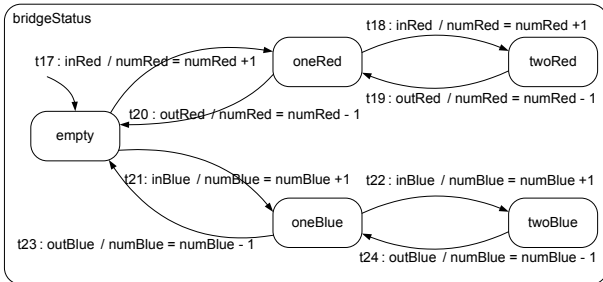 bridgeStatus
t18 : inRed / numRed = numRed +1
t17 : inRed / numRed = numRed +1
oneRed
twoRed
t19 : outRed / numRed = numRed - 1
t20 : outRed / numRed = numRed - 1
empty
t21: inBlue / numBlue = numBlue +1
t22 : inBlue / numBlue = numBlue +1
oneBlue
twoBlue
t23 : outBlue / numBlue = numBlue - 1
t24 : outBlue / numBlue = numBlue - 1